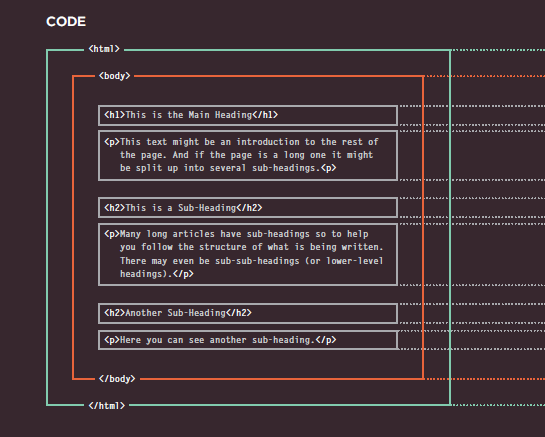 CODE
<html>
<body>
<h1>This is the Main Heading</h1>
<p>This text might be an introduction to the rest of
the page. And if the page is a long one it might
be split up into several sub-headings.<p>
<h2>This is a Sub-Heading</h2>
<p>Many long articles have sub-headings so to help
you follow the structure of what is being written.
There may even be sub-sub-headings (or lower-level
headings).</p>
<h2>Another Sub-Heading</h2>
<p>Here you can see another sub-heading.</p>
</body>
</html>